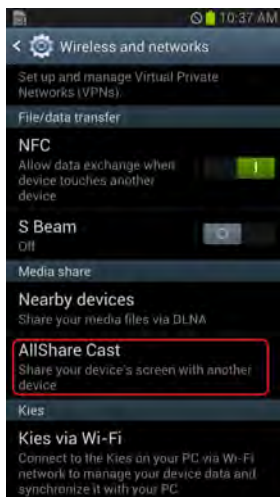 10:37 AM
Wireless and networks
Set up and manage Virtual Private
Networks (VPNs)
File/data transfer
NFC
Allow data exchange when
device touches another
device
S Beam
Off
Media share
Nearby devices
Share your media files via DLNA
AllShare Cast
Share your device's screen with another
device
Kies
Kies via Wi-Fi
Connect to the Kies on your PC via Wi-Fi
network to manage your device data and
synchronize it with your PC